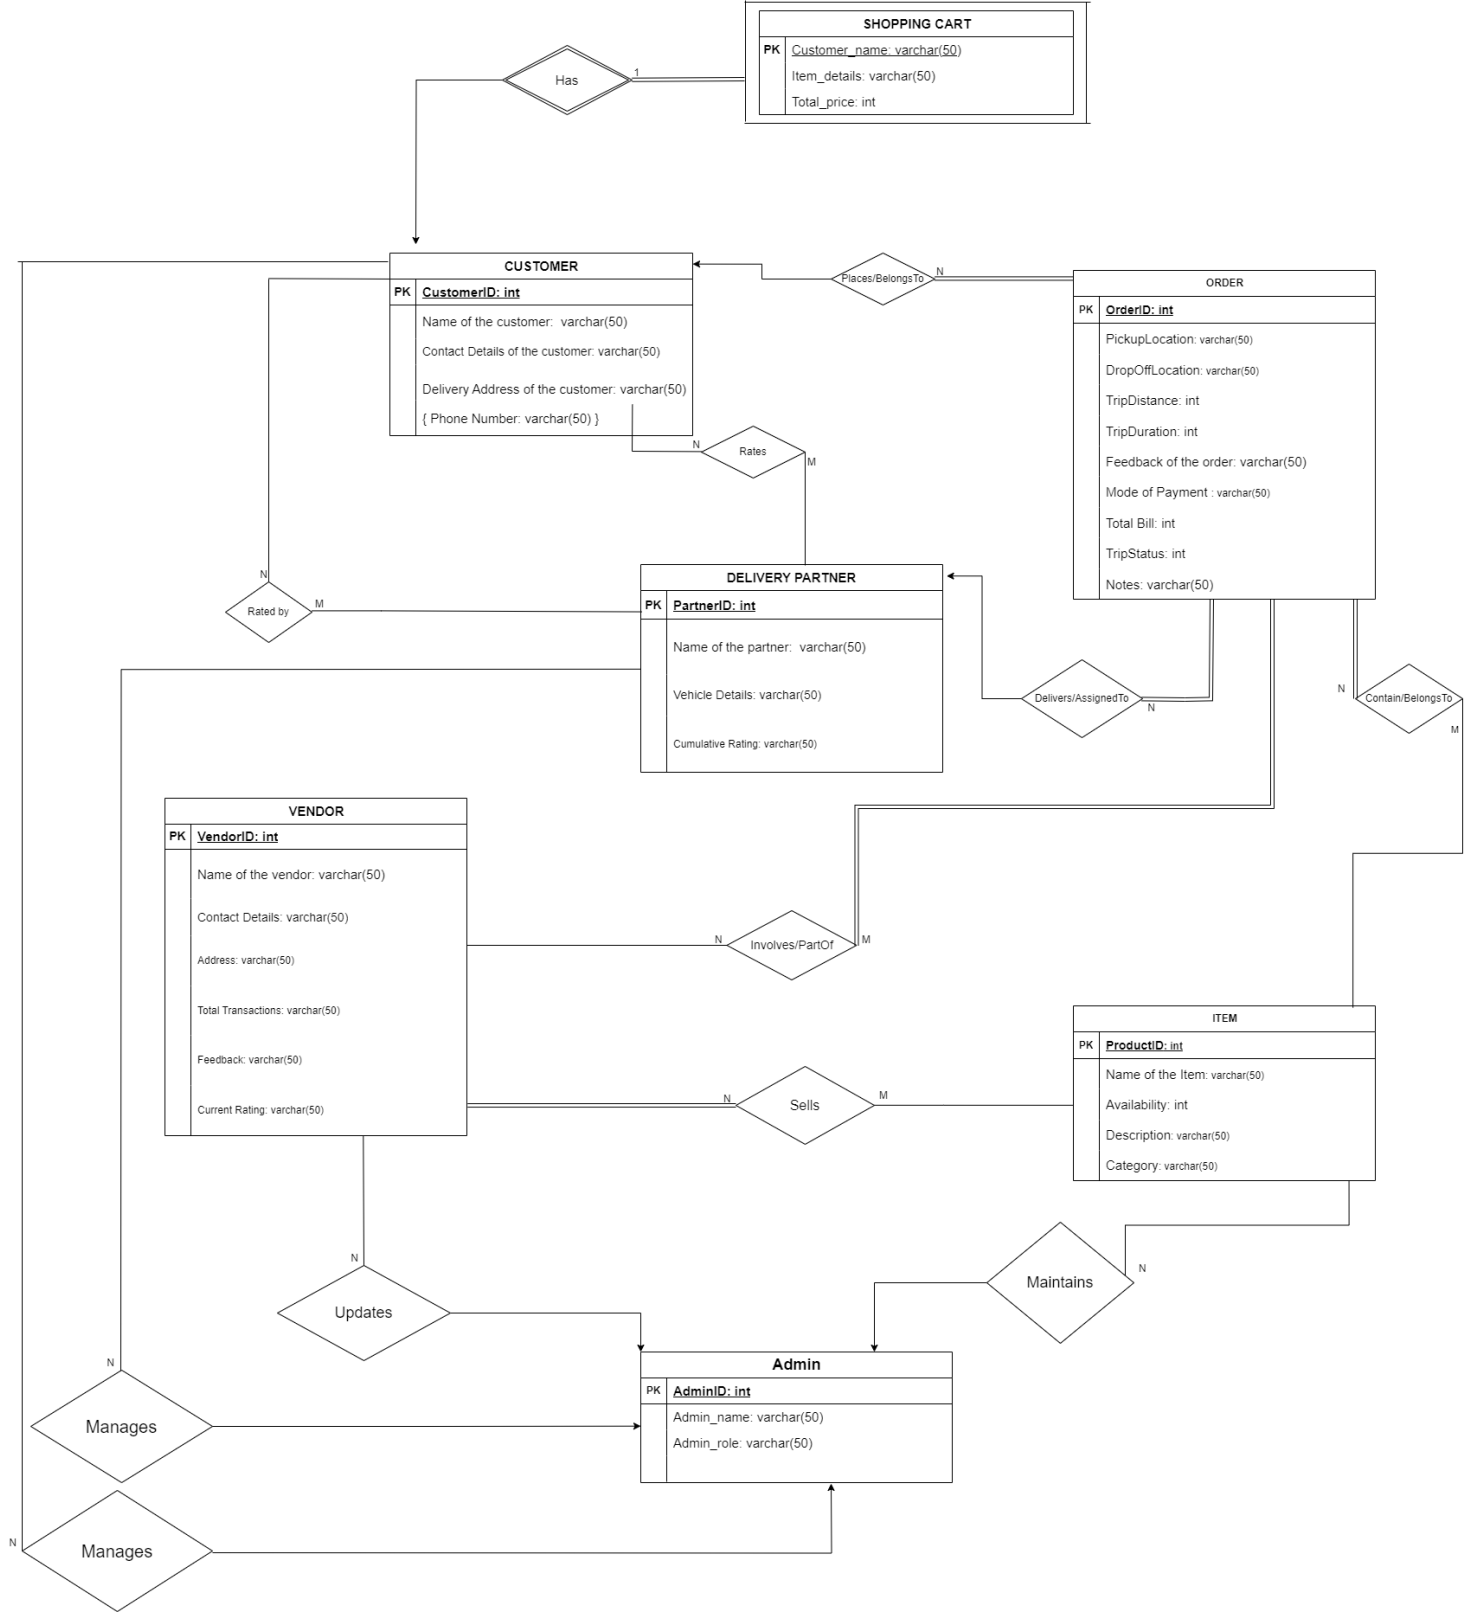 SHOPPING CART
PK Customer_name: varchar(50)
Item_details: varchar(50)
Total_price: int
Has
1
CUSTOMER
PK CustomerID: int
Name of the customer:  varchar(50)
Contact Details of the customer: varchar(50)
Delivery Address of the customer: varchar(50)
{ Phone Number: varchar(50) }
Places/BelongsTo
N
ORDER
PK OrderID: int
PickupLocation: varchar(50)
DropOffLocation: varchar(50)
TripDistance: int
TripDuration: int
Feedback of the order: varchar(50)
Mode of Payment : varchar(50)
Total Bill: int
TripStatus: int
Notes: varchar(50)
N
Rates
M
N
Rated by
M
DELIVERY PARTNER
PK PartnerID: int
Name of the partner:  varchar(50)
Vehicle Details: varchar(50)
Cumulative Rating: varchar(50)
Delivers/AssignedTo
N
N
Contain/BelongsTo
M
VENDOR
PK VendorID: int
Name of the vendor: varchar(50)
Contact Details: varchar(50)
Address: varchar(50)
Total Transactions: varchar(50)
Feedback: varchar(50)
Current Rating: varchar(50)
N
Involves/PartOf
M
N
Sells
M
ITEM
PK ProductID: int
Name of the Item: varchar(50)
Availability: int
Description: varchar(50)
Category: varchar(50)
N
Updates
Maintains
N
Admin
PK AdminID: int
Admin_name: varchar(50)
Admin_role: varchar(50)
N
Manages
N
Manages